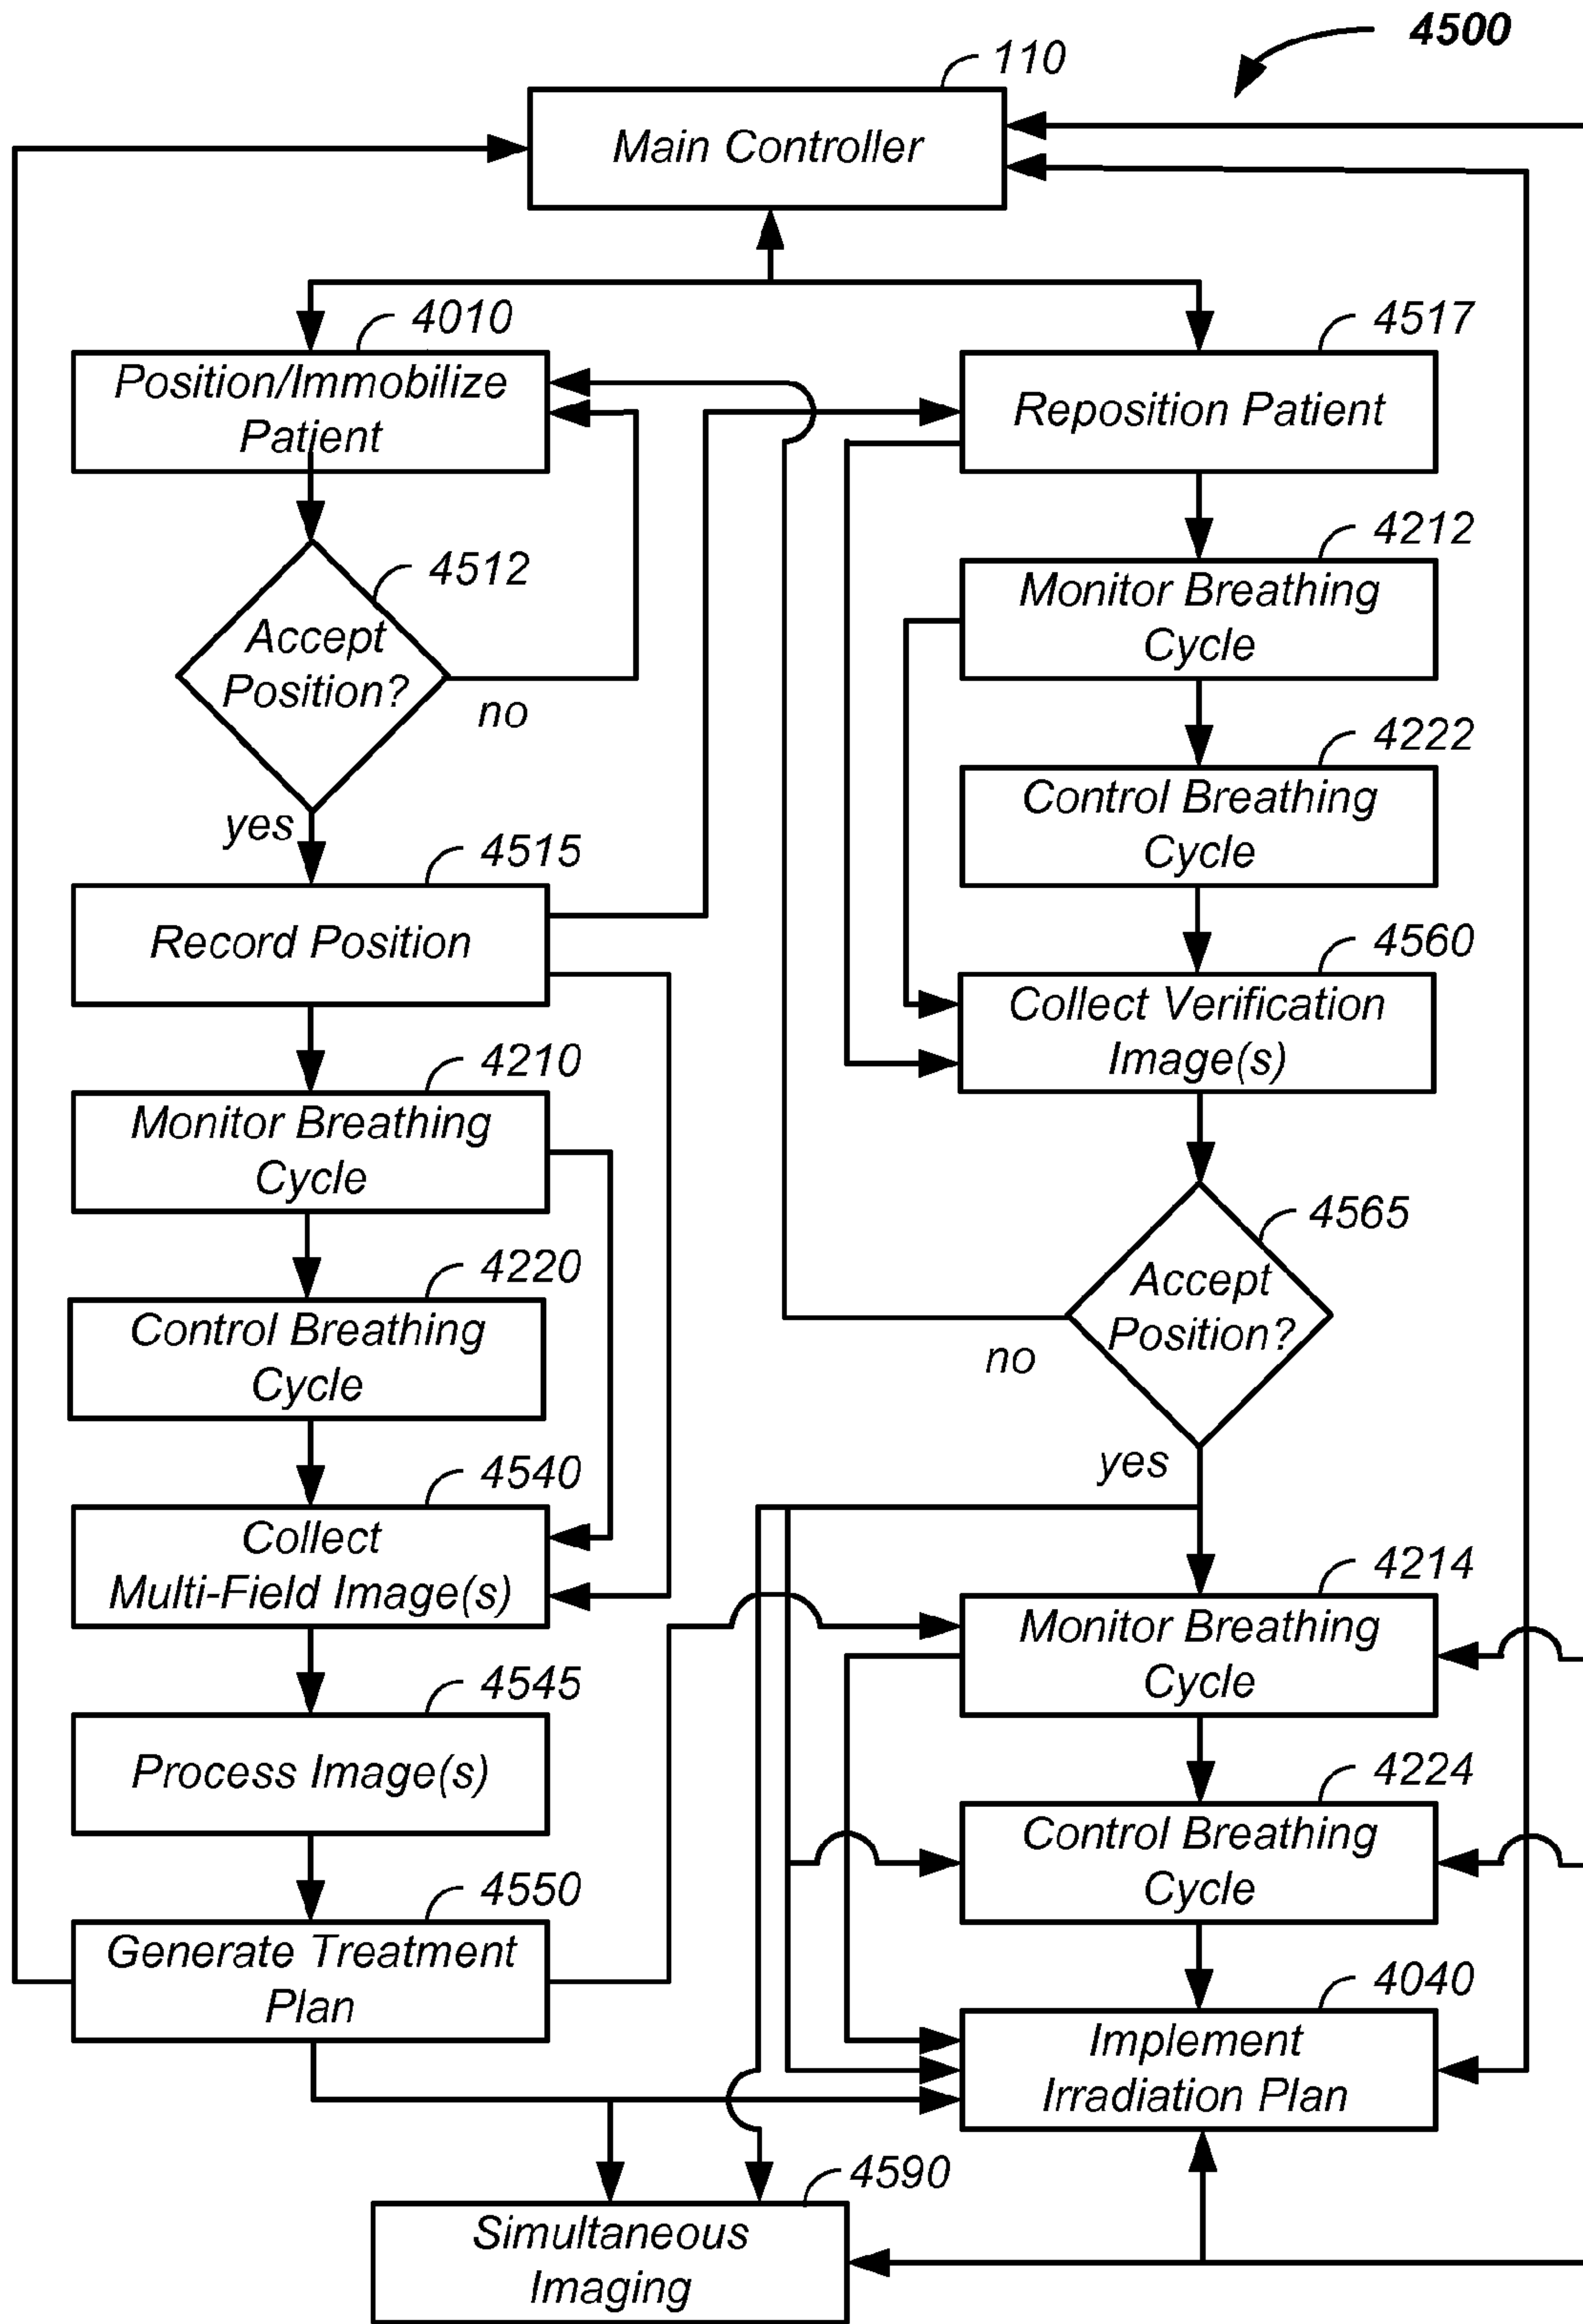 4500
110
Main Controller
4010
Position/Immobilize
Patient
4512
Accept
Position?
no
yes
4515
Record Position
4210
Monitor Breathing
Cycle
4220
Control Breathing
Cycle
4540
Collect
Multi-Field Image(s)
4545
Process Image(s)
4550
Generate Treatment
Plan
4517
Reposition Patient
4212
Monitor Breathing
Cycle
4222
Control Breathing
Cycle
4560
Collect Verification
Image(s)
4565
Accept
Position?
no
yes
4214
Monitor Breathing
Cycle
4224
Control Breathing
Cycle
4040
Implement
Irradiation Plan
4590
Simultaneous
Imaging